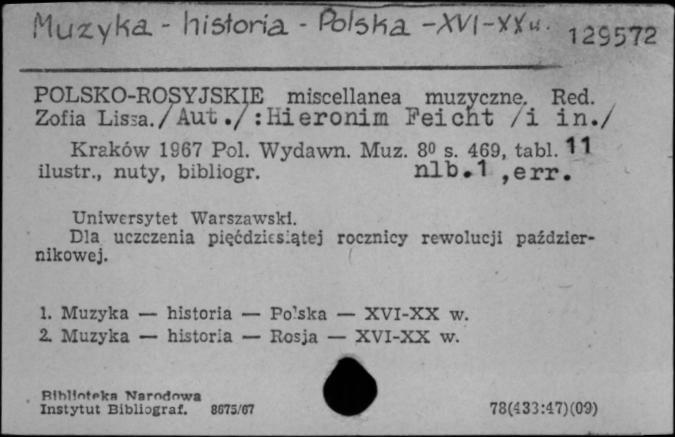 Muzyka - historia - Polska - XVI-XX w. 129572
POLSKO-ROSYJSKIE miscellanea muzyczne. Red.
Zofia Lissa./Aut./:Hieronim Feicht /i in./
Kraków 1967 Pol. Wydawn. Muz. 8⁰ s. 469, tabl. 11
ilustr., nuty, bibliogr. nlb.1 ,err.
Uniwersytet Warszawski.
Dla uczczenia pięćdziesiątej rocznicy rewolucji paździer-
nikowej.
1. Muzyka — historia — Polska — XVI-XX w.
2. Muzyka — historia — Rosja — XVI-XX w.
Biblioteka Narodowa
Instytut Bibliograf. 8675/67 78(433:47)(09)